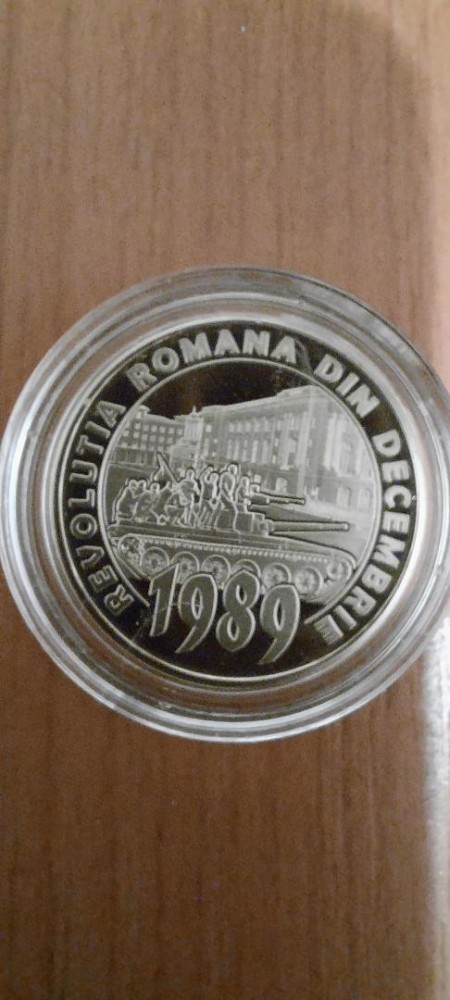 REVOLUTIA ROMANA DIN DECEMBRIE
1989